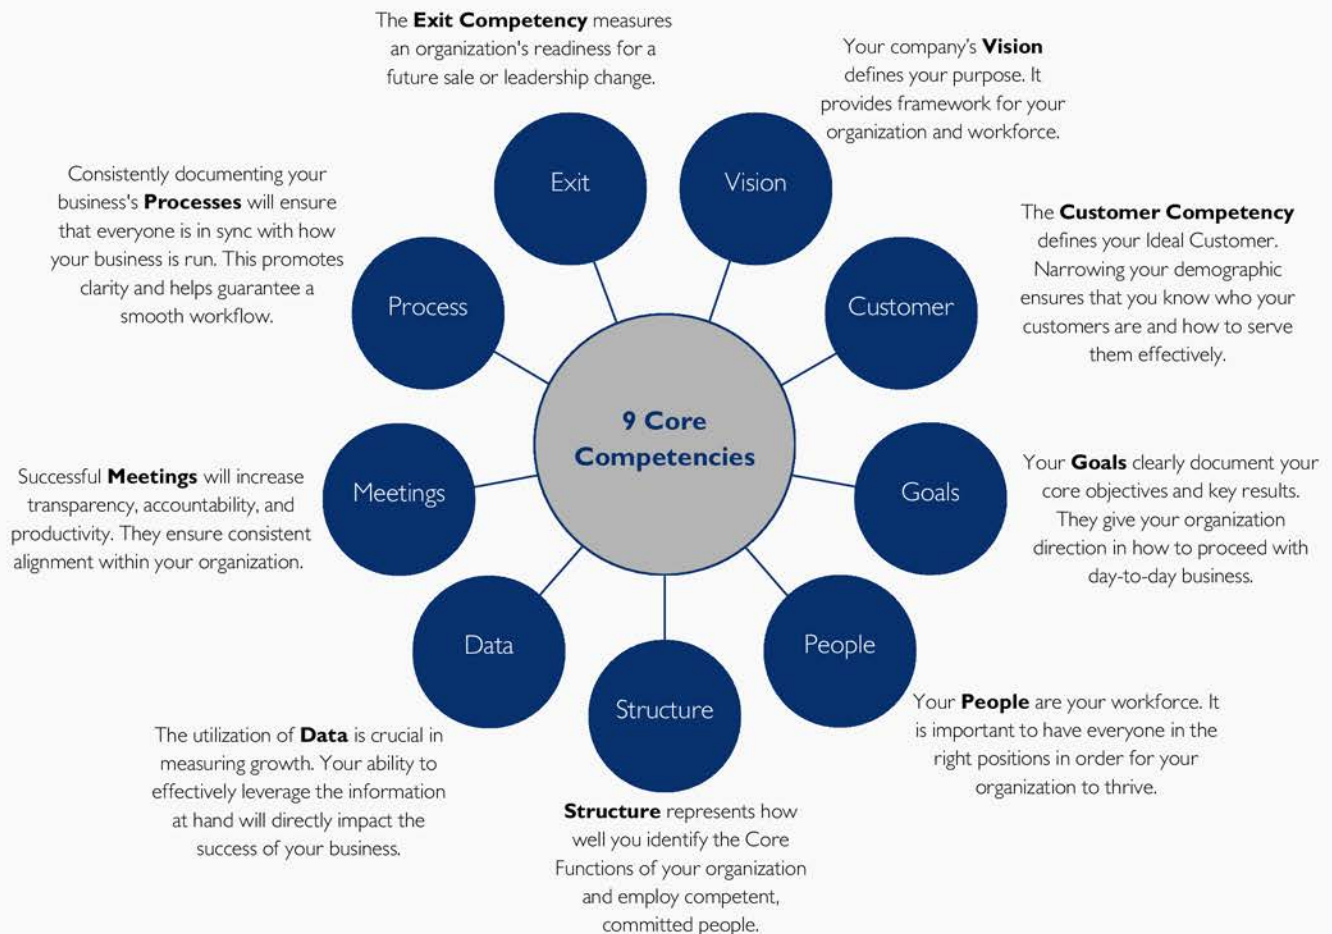 The Exit Competency measures
an organization's readiness for a
future sale or leadership change.
Your company's Vision
defines your purpose. It
provides framework for your
organization and workforce.
Exit
Vision
Consistently documenting your
business's Processes will ensure
that everyone is in sync with how
your business is run. This promotes
clarity and helps guarantee a
smooth workflow.
The Customer Competency
defines your Ideal Customer.
Narrowing your demographic
ensures that you know who your
customers are and how to serve
them effectively.
Process
Customer
9 Core
Competencies
Successful Meetings will increase
transparency, accountability, and
productivity. They ensure consistent
alignment within your organization.
Meetings
Goals
Your Goals clearly document your
core objectives and key results.
They give your organization
direction in how to proceed with
day-to-day business.
Data
People
Structure
Your People are your workforce. It
is important to have everyone in the
right positions in order for your
organization to thrive.
The utilization of Data is crucial in
measuring growth. Your ability to
effectively leverage the information
at hand will directly impact the
success of your business.
Structure represents how
well you identify the Core
Functions of your organization
and employ competent,
committed people.